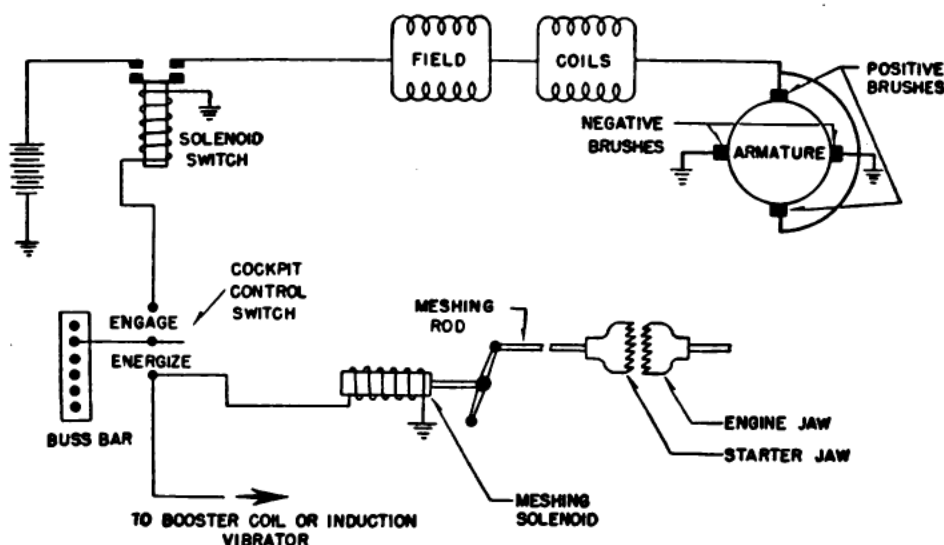 FIELD
COILS
POSITIVE
BRUSHES
SOLENOID
SWITCH
NEGATIVE
BRUSHES
ARMATURE
COCKPIT
CONTROL
SWITCH
ENGAGE
ENERGIZE
MESHING
ROD
BUSS BAR
ENGINE JAW
STARTER JAW
MESHING
SOLENOID
TO BOOSTER COIL OR INDUCTION
VIBRATOR